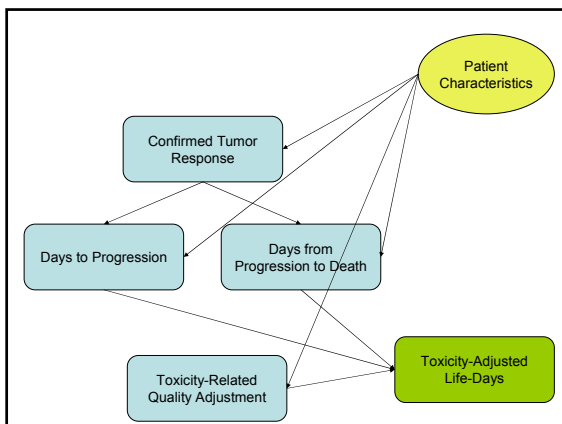 Patient
Characteristics
Confirmed Tumor
Response
Days to Progression
Days from
Progression to Death
Toxicity-Related
Quality Adjustment
Toxicity-Adjusted
Life-Days